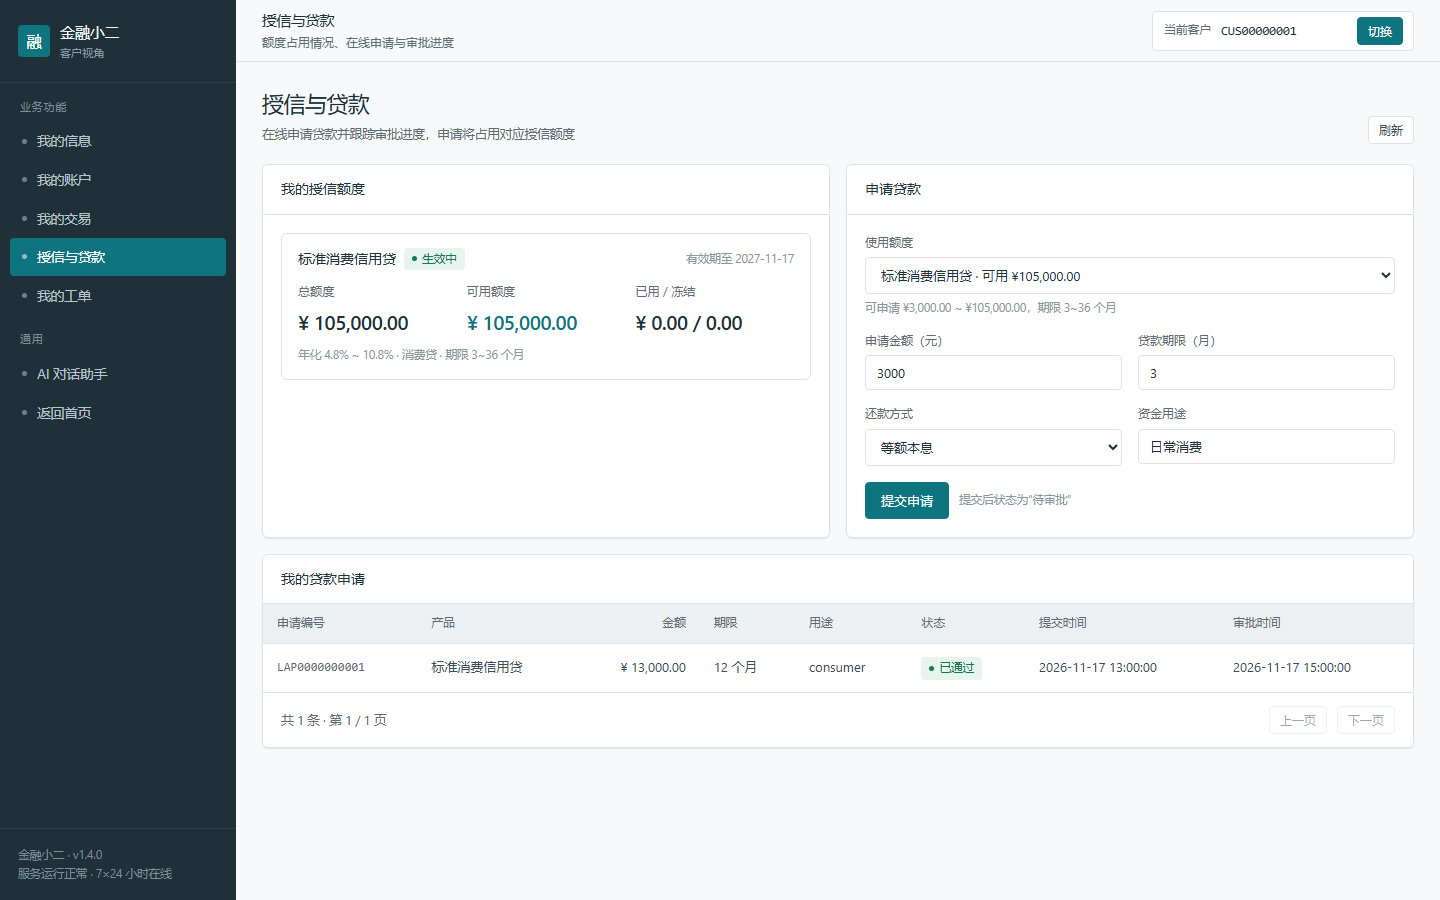 融
金融小二
客户视角
业务功能
我的信息
我的账户
我的交易
授信与贷款
我的工单
通用
AI 对话助手
返回首页
金融小二 · v1.4.0
服务运行正常 · 7×24 小时在线
授信与贷款
额度占用情况、在线申请与审批进度
当前客户 CUS00000001 切换
授信与贷款
在线申请贷款并跟踪审批进度，申请将占用对应授信额度
刷新
我的授信额度
标准消费信用贷 生效中 有效期至 2027-11-17
总额度 可用额度 已用 / 冻结
¥ 105,000.00 ¥ 105,000.00 ¥ 0.00 / 0.00
年化 4.8% ~ 10.8% · 消费贷 · 期限 3~36 个月
申请贷款
使用额度
标准消费信用贷 · 可用 ¥105,000.00
可申请 ¥3,000.00 ~ ¥105,000.00，期限 3~36 个月
申请金额（元） 贷款期限（月）
3000 3
还款方式 资金用途
等额本息 日常消费
提交申请 提交后状态为“待审批”
我的贷款申请
申请编号 产品 金额 期限 用途 状态 提交时间 审批时间
LAP0000000001 标准消费信用贷 ¥ 13,000.00 12 个月 consumer 已通过 2026-11-17 13:00:00 2026-11-17 15:00:00
共 1 条 · 第 1 / 1 页 上一页 下一页